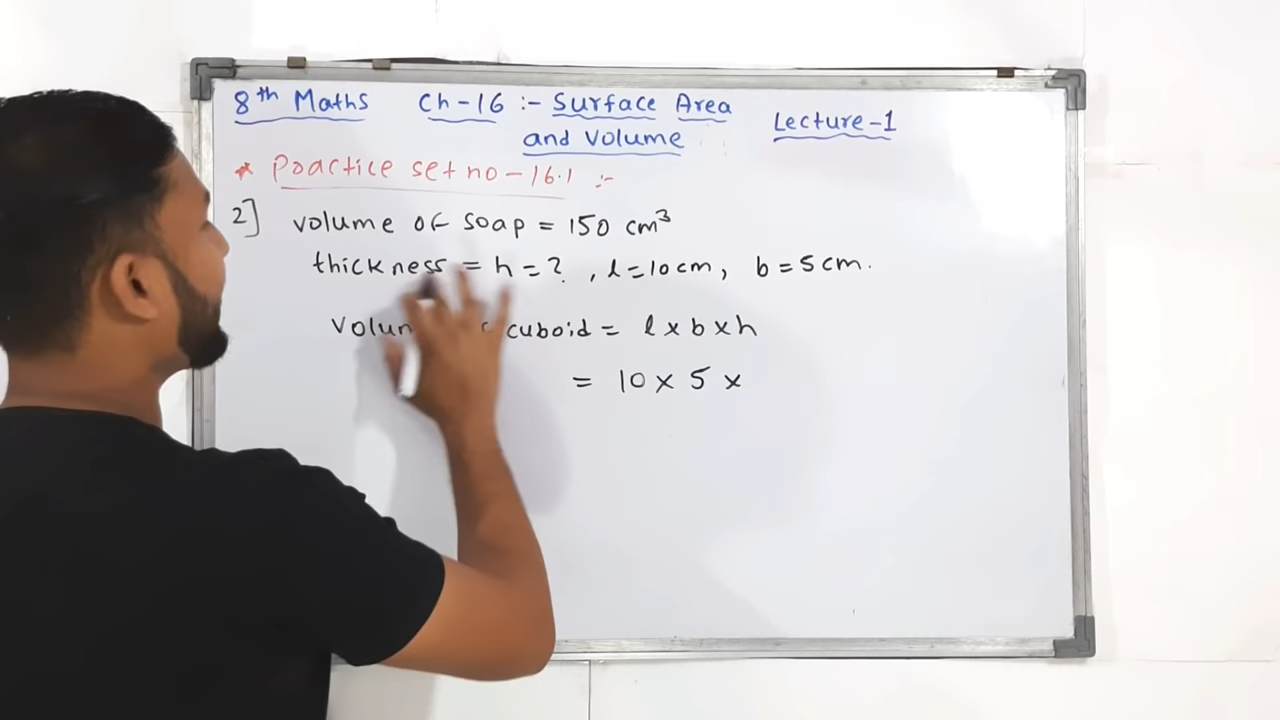 8th Maths Ch-16 :- Surface Area
and Volume Lecture-1
* Practice set no-16.1 :-
2] volume of soap = 150 cm³
thickness = h = ? , l = 10 cm, b = 5 cm.
cuboid = l × b × h
= 10 × 5 ×